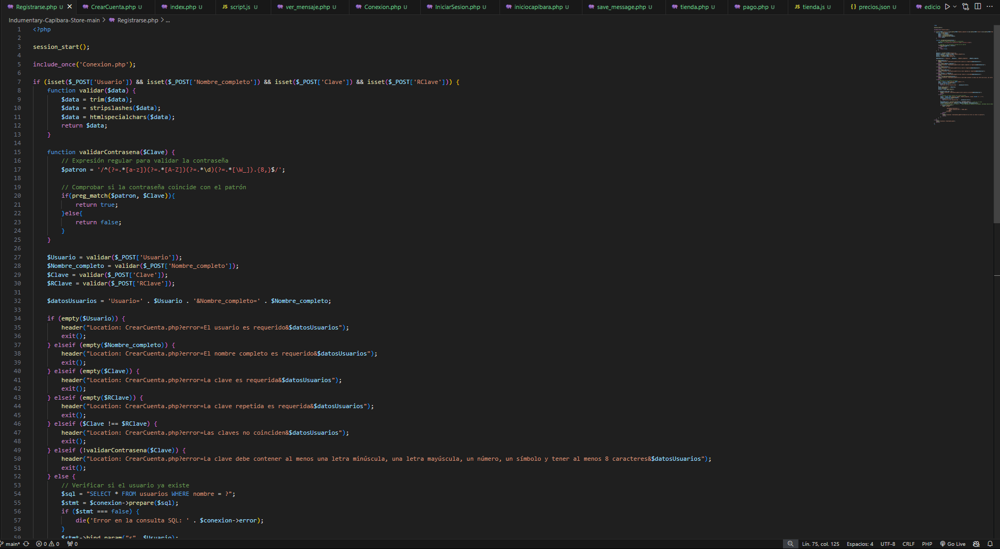 Registrarse.php U CrearCuenta.php U index.php U JS script.js U ver_mensaje.php U Conexion.php U IniciarSesion.php U iniciocapibara.php U save_message.php U tienda.php U pago.php U JS tienda.js U {} precios.json U edicio
Indumentary-Capibara-Store-main > Registrarse.php > ...
1 <?php
2
3 session_start();
4
5 include_once('Conexion.php');
6
7 if (isset($_POST['Usuario']) && isset($_POST['Nombre_completo']) && isset($_POST['Clave']) && isset($_POST['RClave'])) {
8 function validar($data) {
9 $data = trim($data);
10 $data = stripslashes($data);
11 $data = htmlspecialchars($data);
12 return $data;
13 }
14
15 function validarContrasena($Clave) {
16 // Expresión regular para validar la contraseña
17 $patron = '/^(?=.*[a-z])(?=.*[A-Z])(?=.*\d)(?=.*[\W_]).{8,}$/';
18
19 // Comprobar si la contraseña coincide con el patrón
20 if(preg_match($patron, $Clave)){
21 return true;
22 }else{
23 return false;
24 }
25 }
26
27 $Usuario = validar($_POST['Usuario']);
28 $Nombre_completo = validar($_POST['Nombre_completo']);
29 $Clave = validar($_POST['Clave']);
30 $RClave = validar($_POST['RClave']);
31
32 $datosUsuarios = 'Usuario=' . $Usuario . '&Nombre_completo=' . $Nombre_completo;
33
34 if (empty($Usuario)) {
35 header("Location: CrearCuenta.php?error=El usuario es requerido&$datosUsuarios");
36 exit();
37 } elseif (empty($Nombre_completo)) {
38 header("Location: CrearCuenta.php?error=El nombre completo es requerido&$datosUsuarios");
39 exit();
40 } elseif (empty($Clave)) {
41 header("Location: CrearCuenta.php?error=La clave es requerida&$datosUsuarios");
42 exit();
43 } elseif (empty($RClave)) {
44 header("Location: CrearCuenta.php?error=La clave repetida es requerida&$datosUsuarios");
45 exit();
46 } elseif ($Clave !== $RClave) {
47 header("Location: CrearCuenta.php?error=Las claves no coinciden&$datosUsuarios");
48 exit();
49 } elseif (!validarContrasena($Clave)) {
50 header("Location: CrearCuenta.php?error=La clave debe contener al menos una letra minúscula, una letra mayúscula, un número, un símbolo y tener al menos 8 caracteres&$datosUsuarios");
51 exit();
52 } else {
53 // Verificar si el usuario ya existe
54 $sql = "SELECT * FROM usuarios WHERE nombre = ?";
55 $stmt = $conexion->prepare($sql);
56 if ($stmt === false) {
57 die('Error en la consulta SQL: ' . $conexion->error);
58 }
59 $stmt->bind_param("s", $Usuario);
main* 0 0 0 Lín. 75, col. 125 Espacios: 4 UTF-8 CRLF PHP Go Live